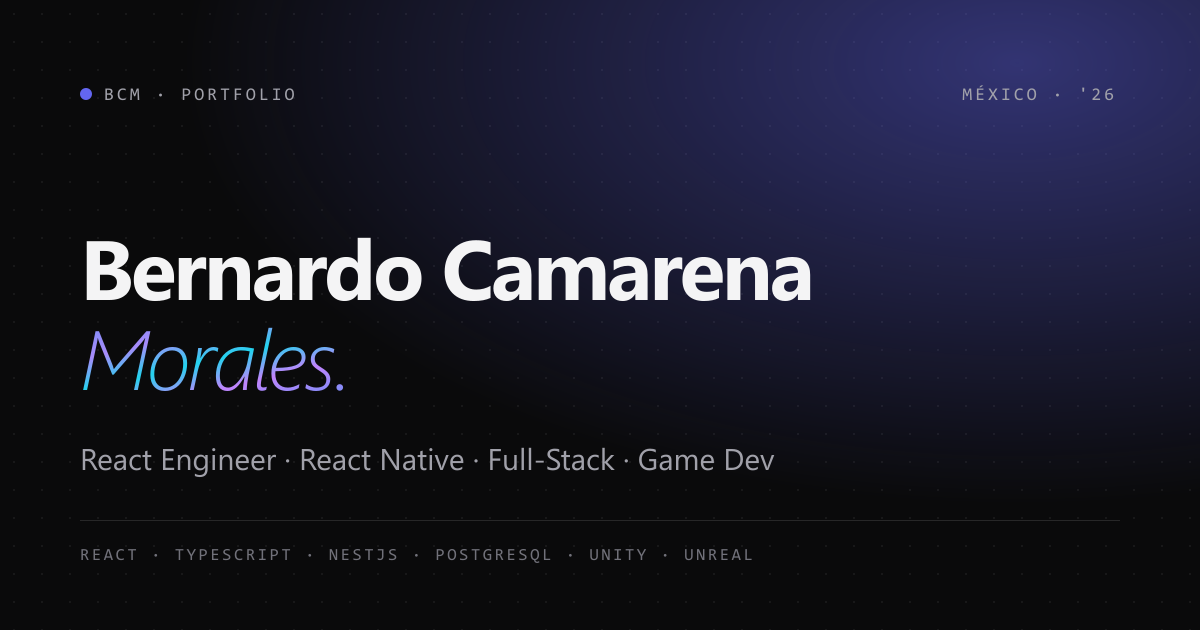 BCM · PORTFOLIO
MÉXICO · '26
Bernardo Camarena
Morales.
React Engineer · React Native · Full-Stack · Game Dev
REACT · TYPESCRIPT · NESTJS · POSTGRESQL · UNITY · UNREAL